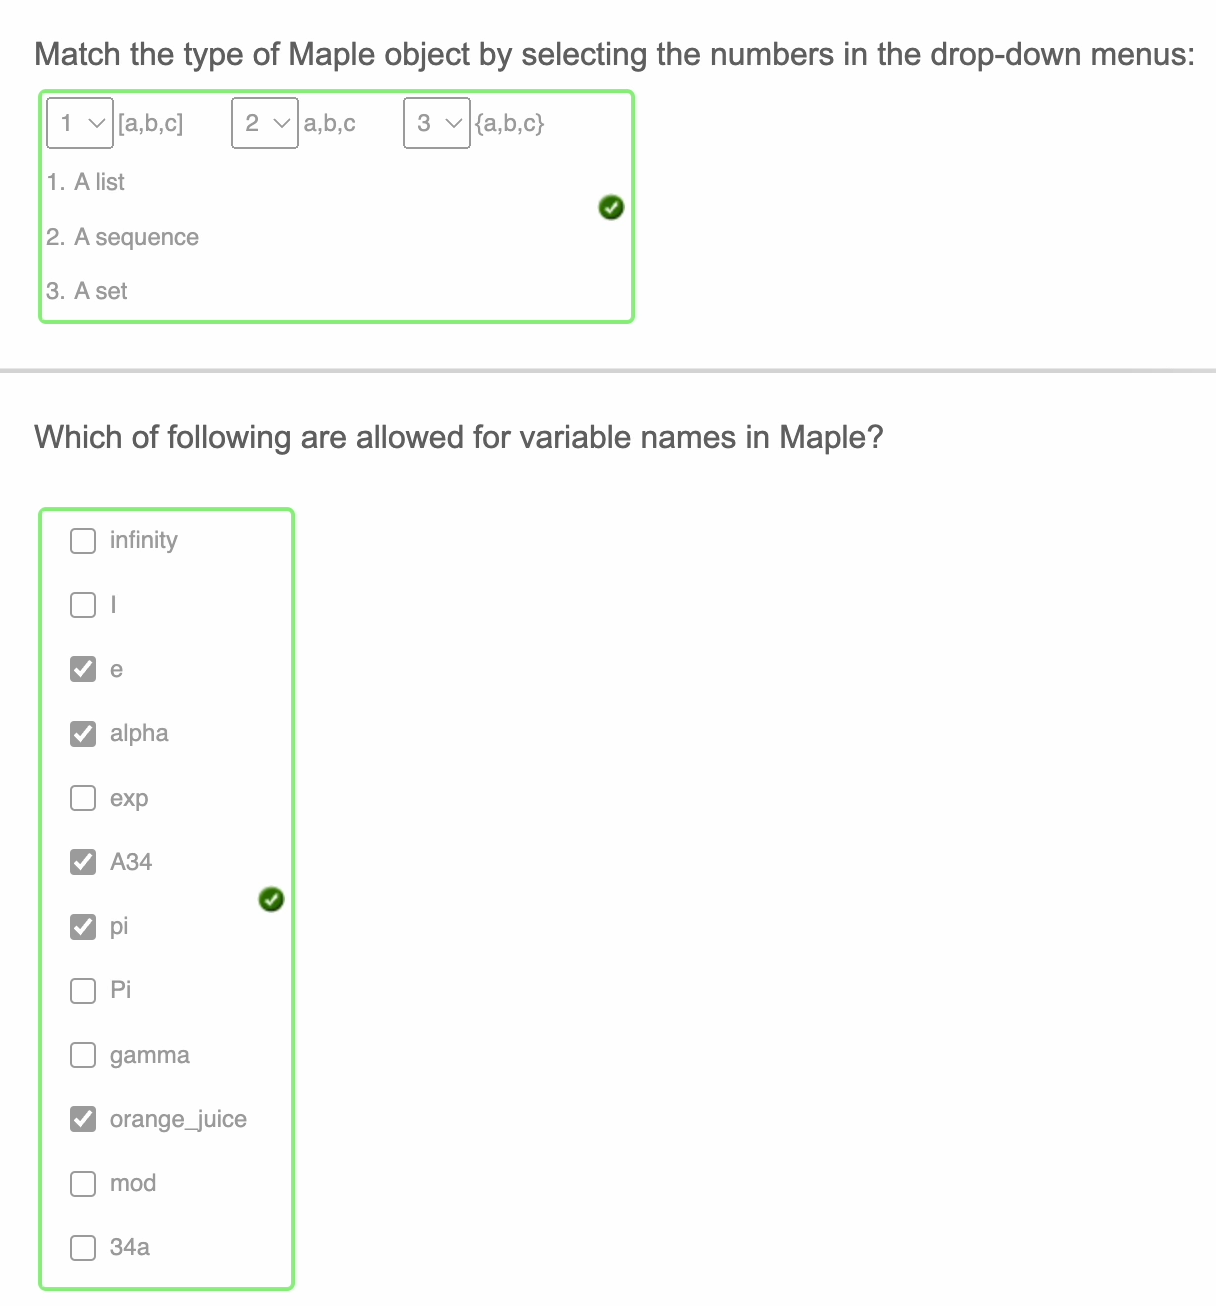 Match the type of Maple object by selecting the numbers in the drop-down menus:
1 [a,b,c] 2 a,b,c 3 {a,b,c}
1. A list
2. A sequence
3. A set
Which of following are allowed for variable names in Maple?
infinity
I
e
alpha
exp
A34
pi
Pi
gamma
orange_juice
mod
34a